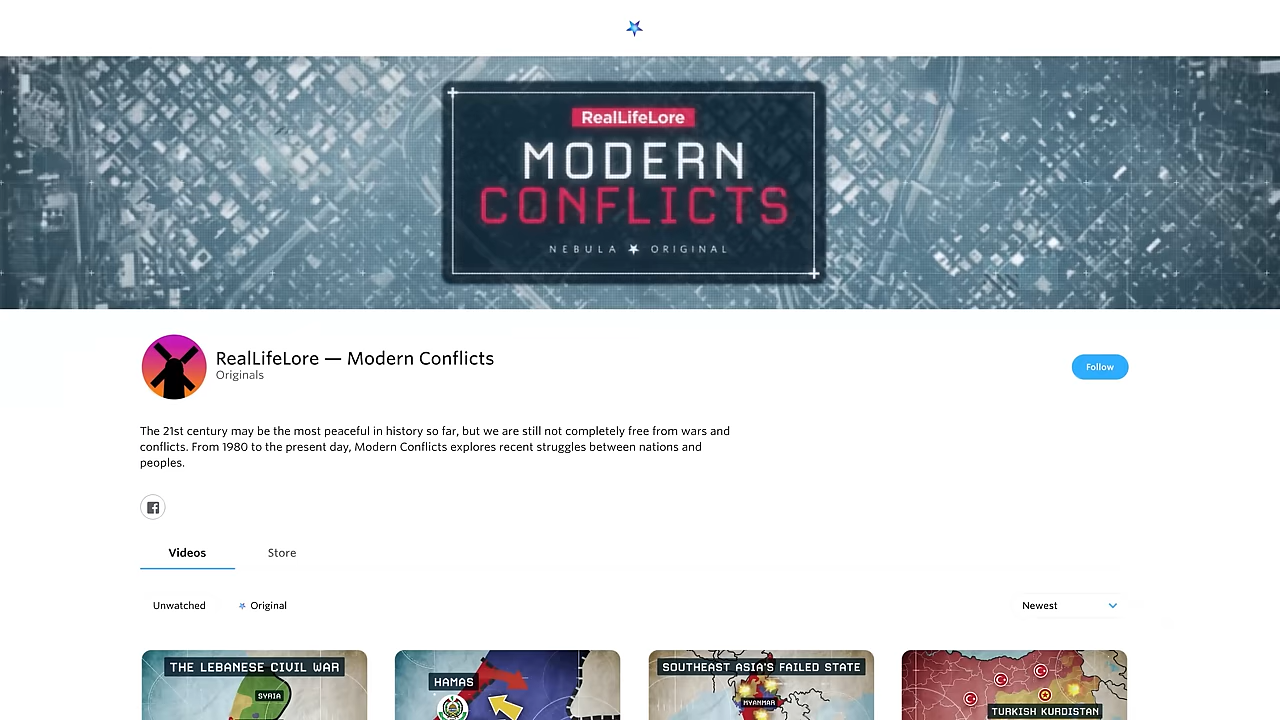 RealLifeLore
MODERN
CONFLICTS
NEBULA ORIGINAL
RealLifeLore — Modern Conflicts
Originals
Follow
The 21st century may be the most peaceful in history so far, but we are still not completely free from wars and
conflicts. From 1980 to the present day, Modern Conflicts explores recent struggles between nations and
peoples.
Videos
Store
Unwatched
Original
Newest
THE LEBANESE CIVIL WAR
SYRIA
HAMAS
SOUTHEAST ASIA'S FAILED STATE
MYANMAR
TURKISH KURDISTAN